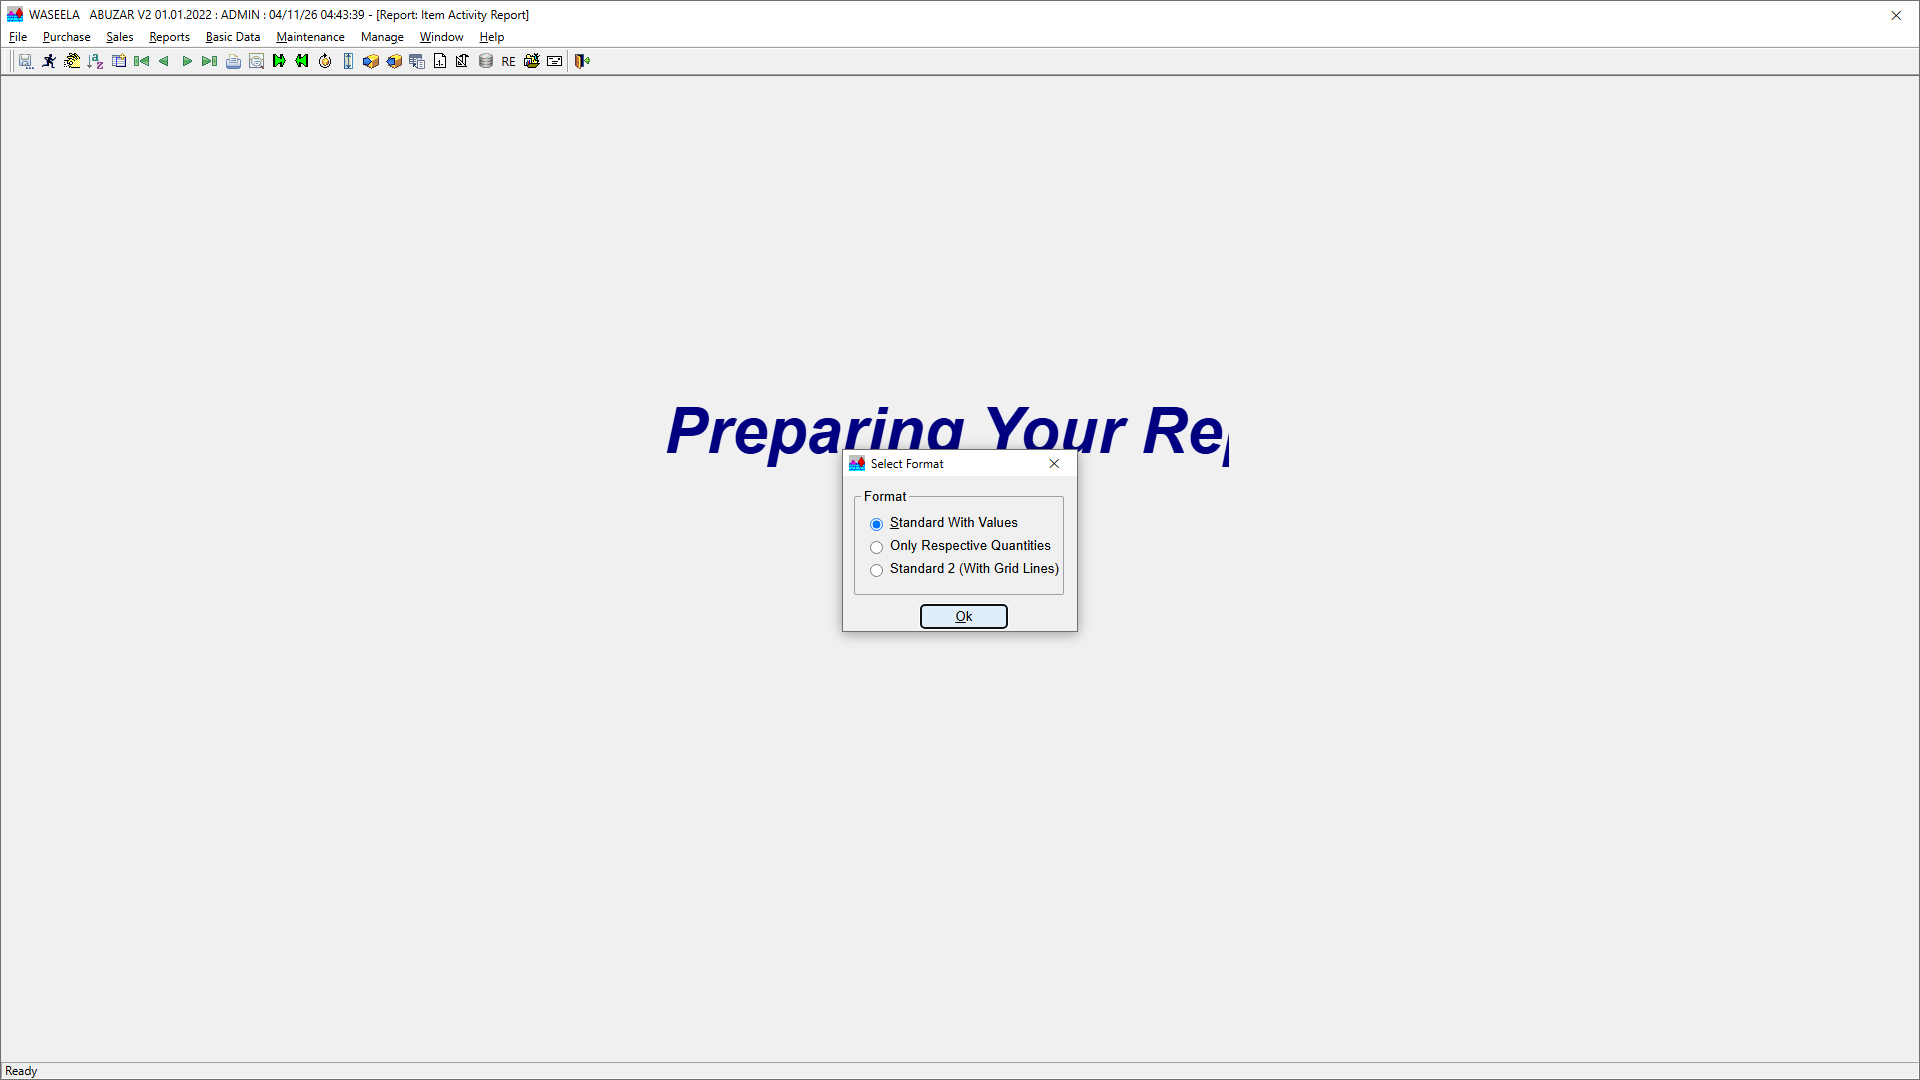 WASEELA ABUZAR V2 01.01.2022 : ADMIN : 04/11/26 04:43:39 - [Report: Item Activity Report]
File Purchase Sales Reports Basic Data Maintenance Manage Window Help
RE
Preparing Your Rep
Select Format
Format
Standard With Values
Only Respective Quantities
Standard 2 (With Grid Lines)
Ok
Ready